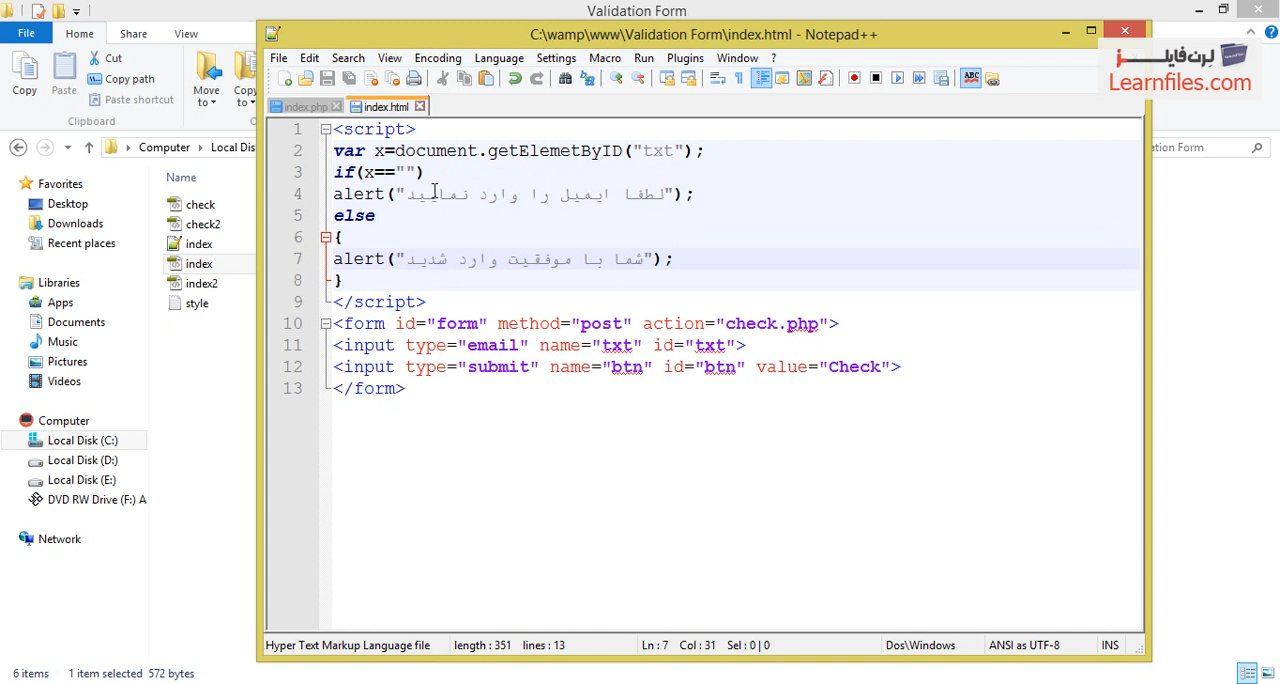 Validation Form
File Home Share View
Copy Paste Cut Copy path Paste shortcut Move to Copy to
Clipboard
Computer Local Dis
Validation Form
Favorites
Desktop
Downloads
Recent places
Libraries
Apps
Documents
Music
Pictures
Videos
Computer
Local Disk (C:)
Local Disk (D:)
Local Disk (E:)
DVD RW Drive (F:) A
Network
Name
check
check2
index
index
index2
style
C:\wamp\www\Validation Form\index.html - Notepad++
File Edit Search View Encoding Language Settings Macro Run Plugins Window ?
index.php index.html
1 <script>
2 var x=document.getElemetByID("txt");
3 if(x=="")
4 alert("لطفا ایمیل را وارد نمایید");
5 else
6 {
7 alert("شما با موفقیت وارد شدید");
8 }
9 </script>
10 <form id="form" method="post" action="check.php">
11 <input type="email" name="txt" id="txt">
12 <input type="submit" name="btn" id="btn" value="Check">
13 </form>
Hyper Text Markup Language file length : 351 lines : 13 Ln : 7 Col : 31 Sel : 0 | 0 Dos\Windows ANSI as UTF-8 INS
6 items 1 item selected 572 bytes
لرن فایلز
Learnfiles.com